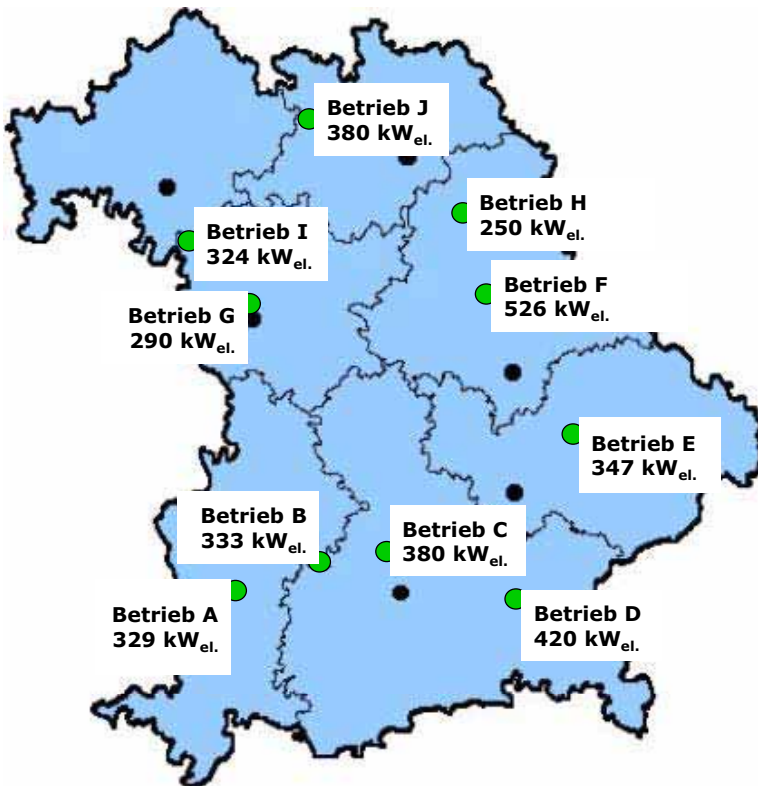 Betrieb J
380 kWel.
Betrieb H
250 kWel.
Betrieb I
324 kWel.
Betrieb F
526 kWel.
Betrieb G
290 kWel.
Betrieb E
347 kWel.
Betrieb B
333 kWel.
Betrieb C
380 kWel.
Betrieb A
329 kWel.
Betrieb D
420 kWel.